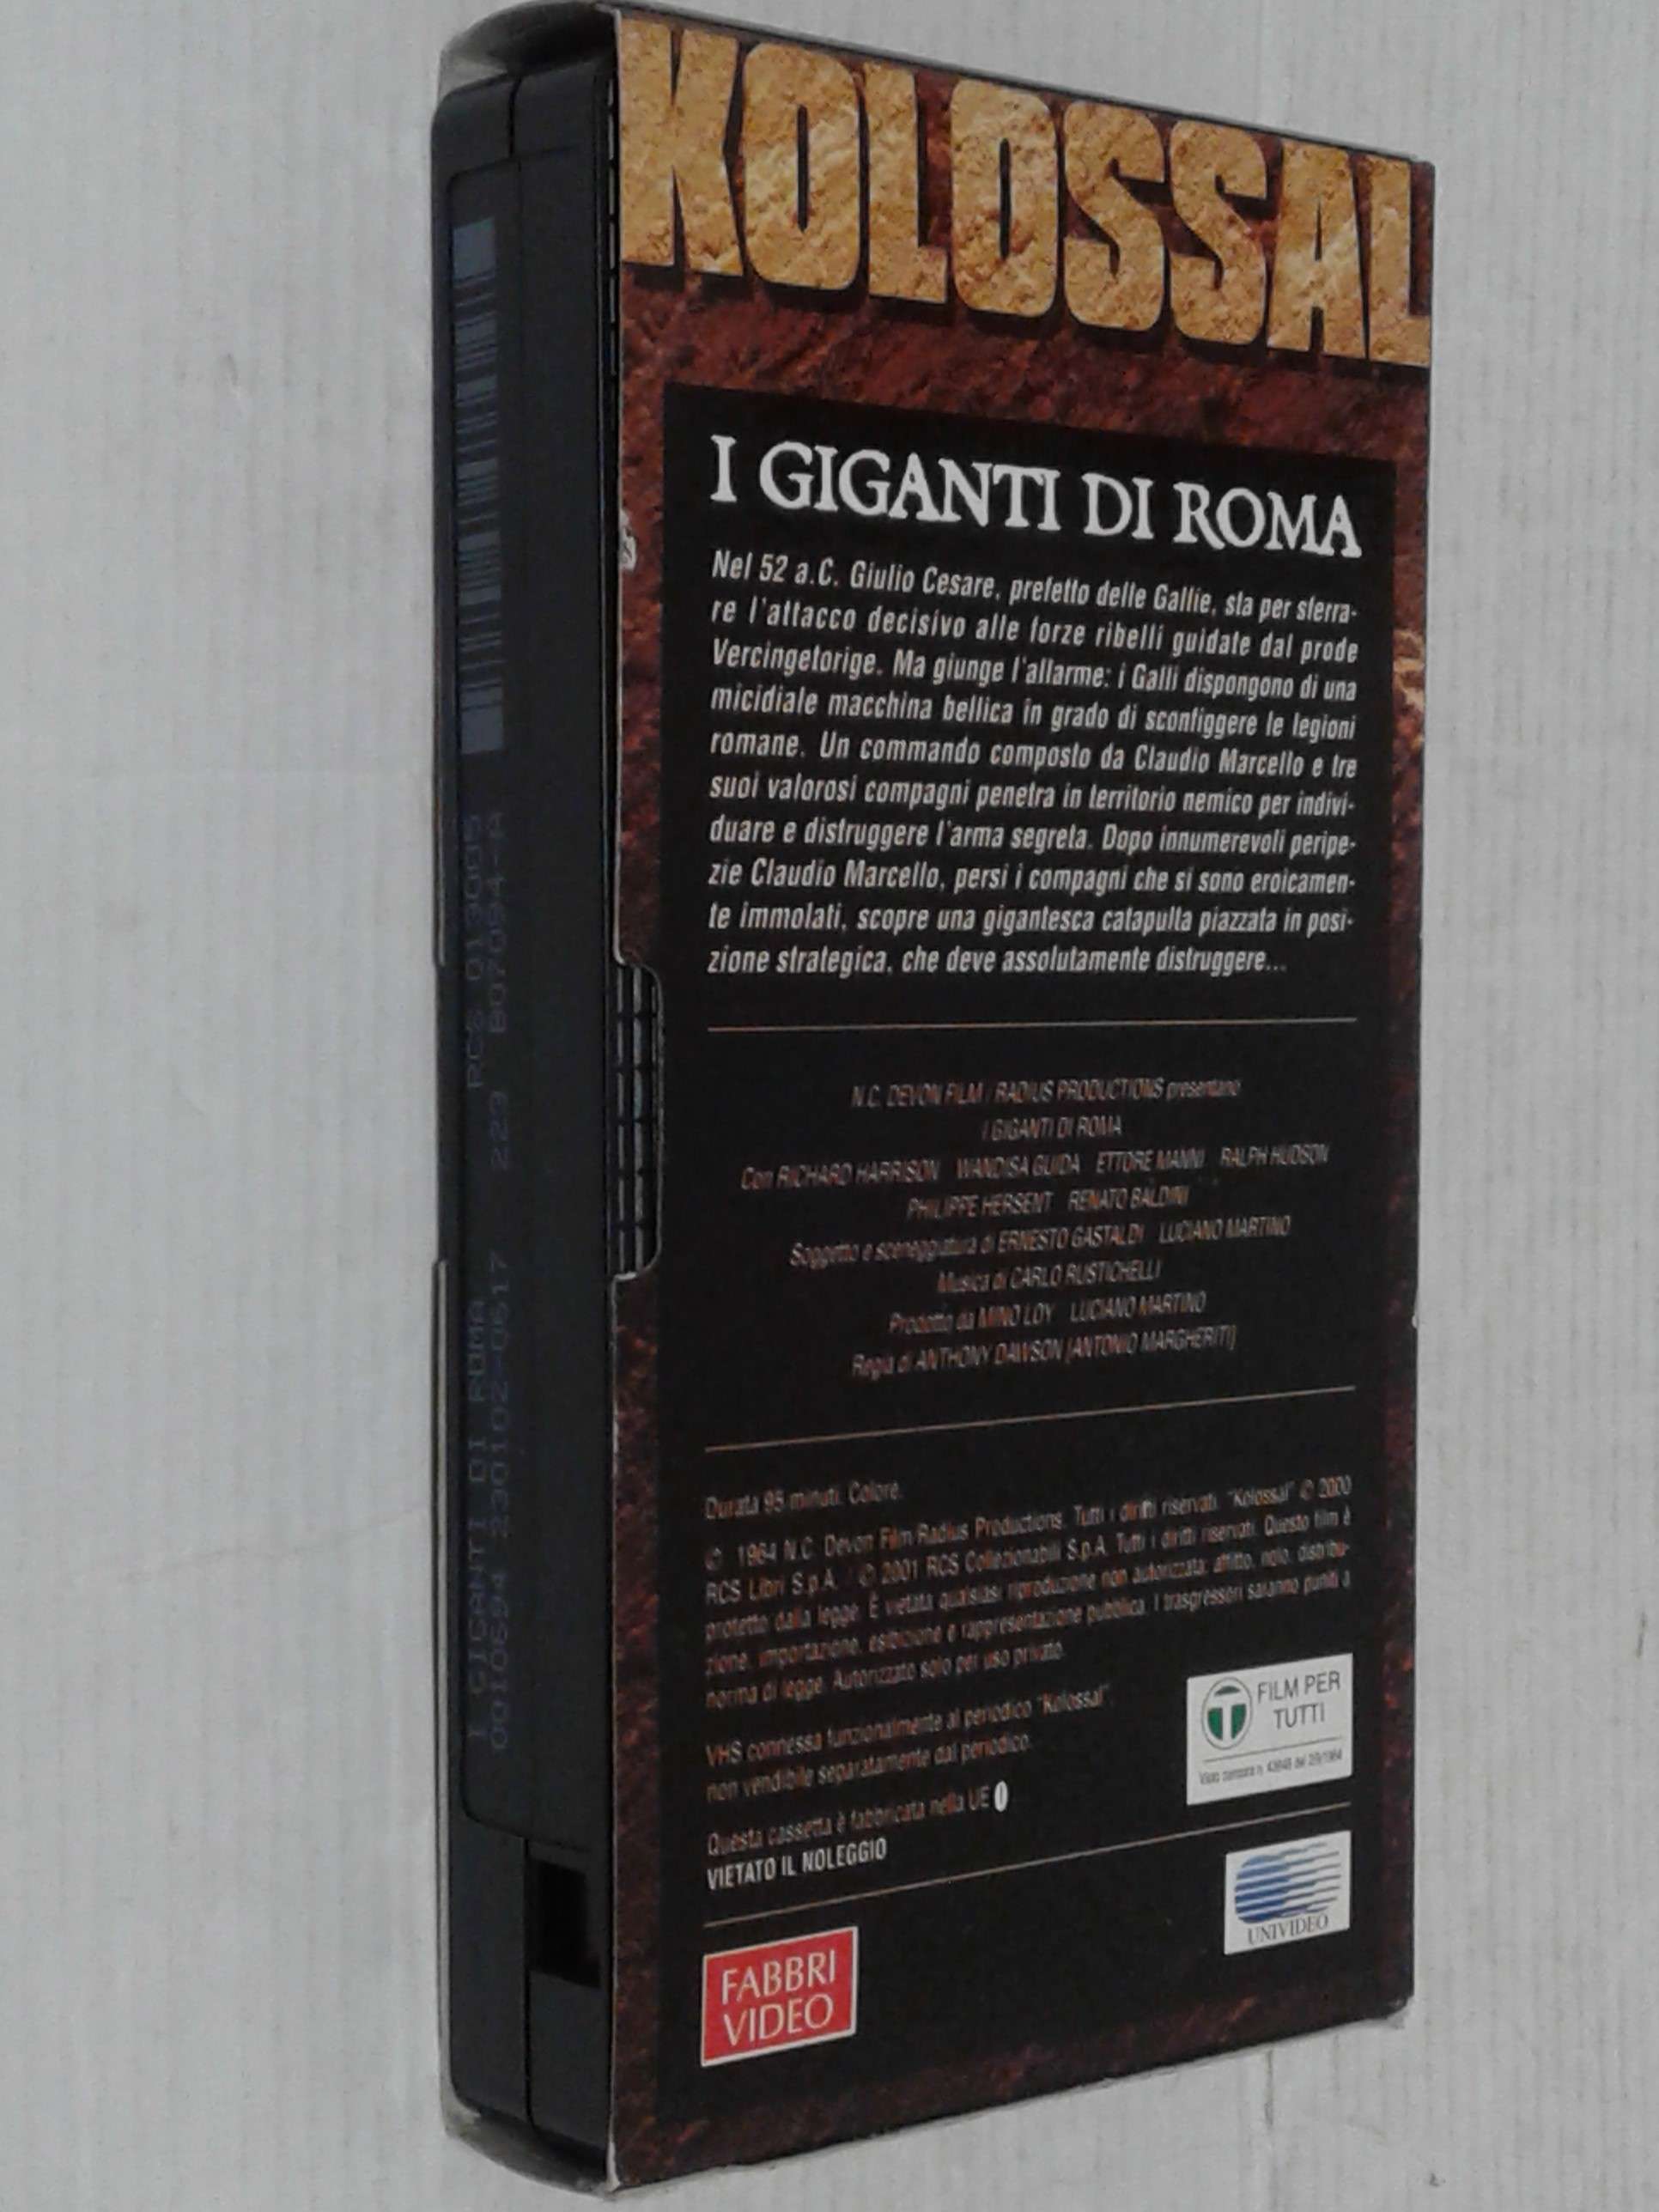 KOLOSSAL
I GIGANTI DI ROMA
Nel 52 a.C. Giulio Cesare, prefetto delle Gallie, sta per sferra-
re l'attacco decisivo alle forze ribelli guidate dal prode
Vercingetorige. Ma giunge l'allarme: i Galli dispongono di una
micidiale macchina bellica in grado di sconfiggere le legioni
romane. Un commando composto da Claudio Marcello e tre
suoi valorosi compagni penetra in territorio nemico per indivi-
duare e distruggere l'arma segreta. Dopo innumerevoli peripe-
zie Claudio Marcello, persi i compagni che si sono eroicamen-
te immolati, scopre una gigantesca catapulta piazzata in posi-
zione strategica, che deve assolutamente distruggere...
N.C. DEVON FILM / RADIUS PRODUCTIONS presentano
I GIGANTI DI ROMA
Con RICHARD HARRISON WANDISA GUIDA ETTORE MANNI RALPH HUDSON
PHILIPPE HERSENT RENATO BALDINI
Soggetto e sceneggiatura di ERNESTO GASTALDI LUCIANO MARTINO
Musica di CARLO RUSTICHELLI
Prodotto da MINO LOY LUCIANO MARTINO
Regia di ANTHONY DAWSON (ANTONIO MARGHERITI)
Durata 95 minuti. Colore.
© 1964 N.C. Devon Film/Radius Productions. Tutti i diritti riservati. "Kolossal" © 2000
RCS Libri S.p.A. / © 2001 RCS Collezionabili S.p.A. Tutti i diritti riservati. Questo film è
protetto dalla legge. È vietata qualsiasi riproduzione non autorizzata, affitto, nolo, distribu-
zione, importazione, esibizione e rappresentazione pubblica. I trasgressori saranno puniti a
norma di legge. Autorizzato solo per uso privato.
VHS connessa funzionalmente al periodico "Kolossal",
non vendibile separatamente dal periodico.
Questa cassetta è fabbricata nella UE
VIETATO IL NOLEGGIO
T FILM PER
TUTTI
Visto censura n. del
FABBRI
VIDEO
UNIVIDEO
RCS 013005
223 B07094-A
I GIGANTI DI ROMA
0010694 230102-0517